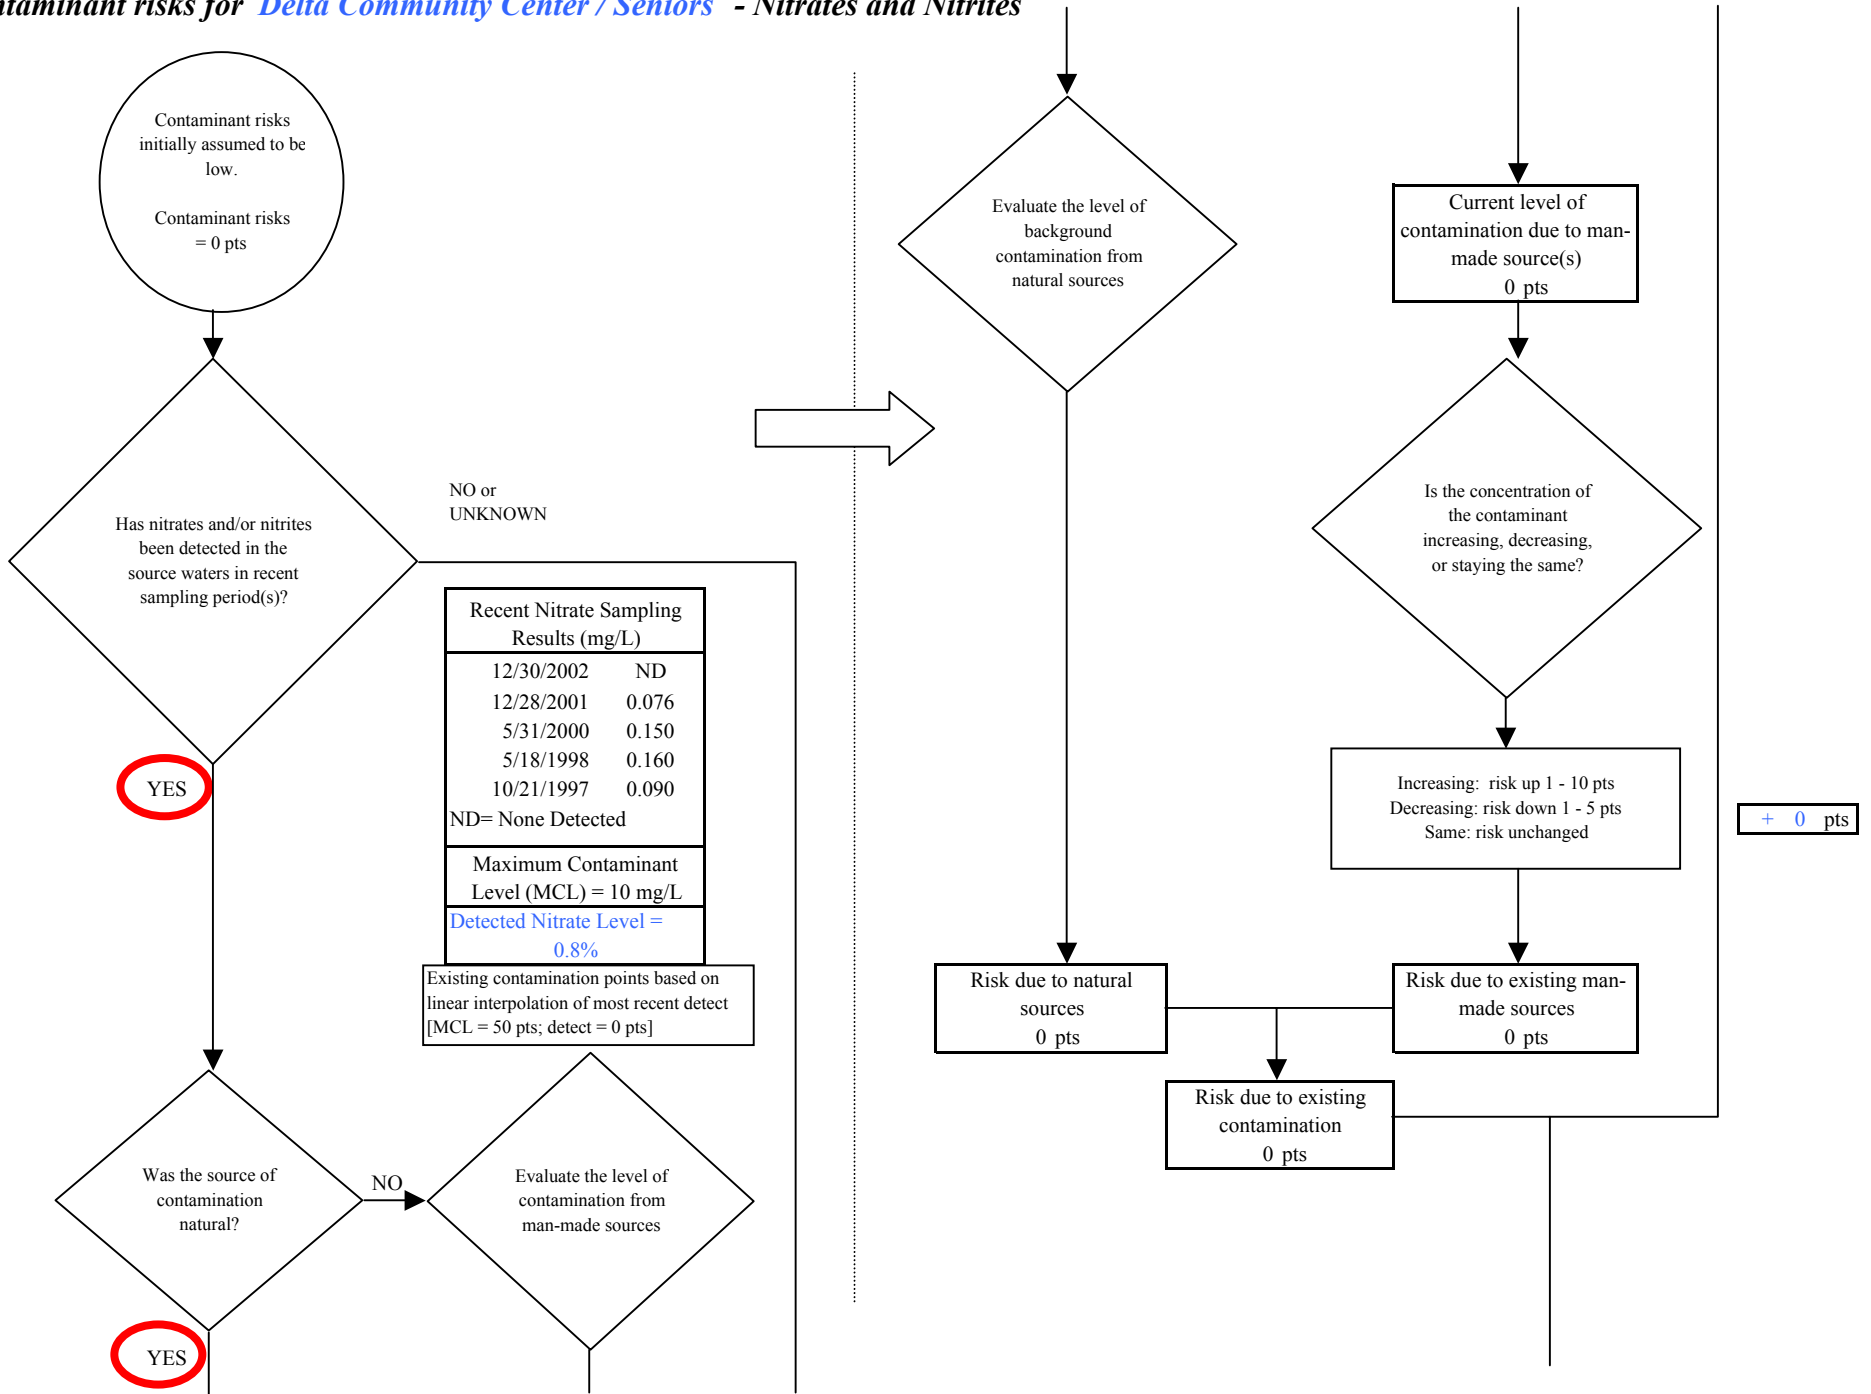 ntaminant risks for Delta Community Center / Seniors - Nitrates and Nitrites
Contaminant risks
initially assumed to be
low.
Contaminant risks
= 0 pts
Has nitrates and/or nitrites
been detected in the
source waters in recent
sampling period(s)?
NO or
UNKNOWN
YES
Recent Nitrate Sampling
Results (mg/L)
12/30/2002 ND
12/28/2001 0.076
5/31/2000 0.150
5/18/1998 0.160
10/21/1997 0.090
ND= None Detected
Maximum Contaminant
Level (MCL) = 10 mg/L
Detected Nitrate Level =
0.8%
Existing contamination points based on
linear interpolation of most recent detect
[MCL = 50 pts; detect = 0 pts]
Was the source of
contamination
natural?
NO
Evaluate the level of
contamination from
man-made sources
YES
Evaluate the level of
background
contamination from
natural sources
Current level of
contamination due to man-
made source(s)
0 pts
Is the concentration of
the contaminant
increasing, decreasing,
or staying the same?
Increasing: risk up 1 - 10 pts
Decreasing: risk down 1 - 5 pts
Same: risk unchanged
+ 0 pts
Risk due to natural
sources
0 pts
Risk due to existing man-
made sources
0 pts
Risk due to existing
contamination
0 pts